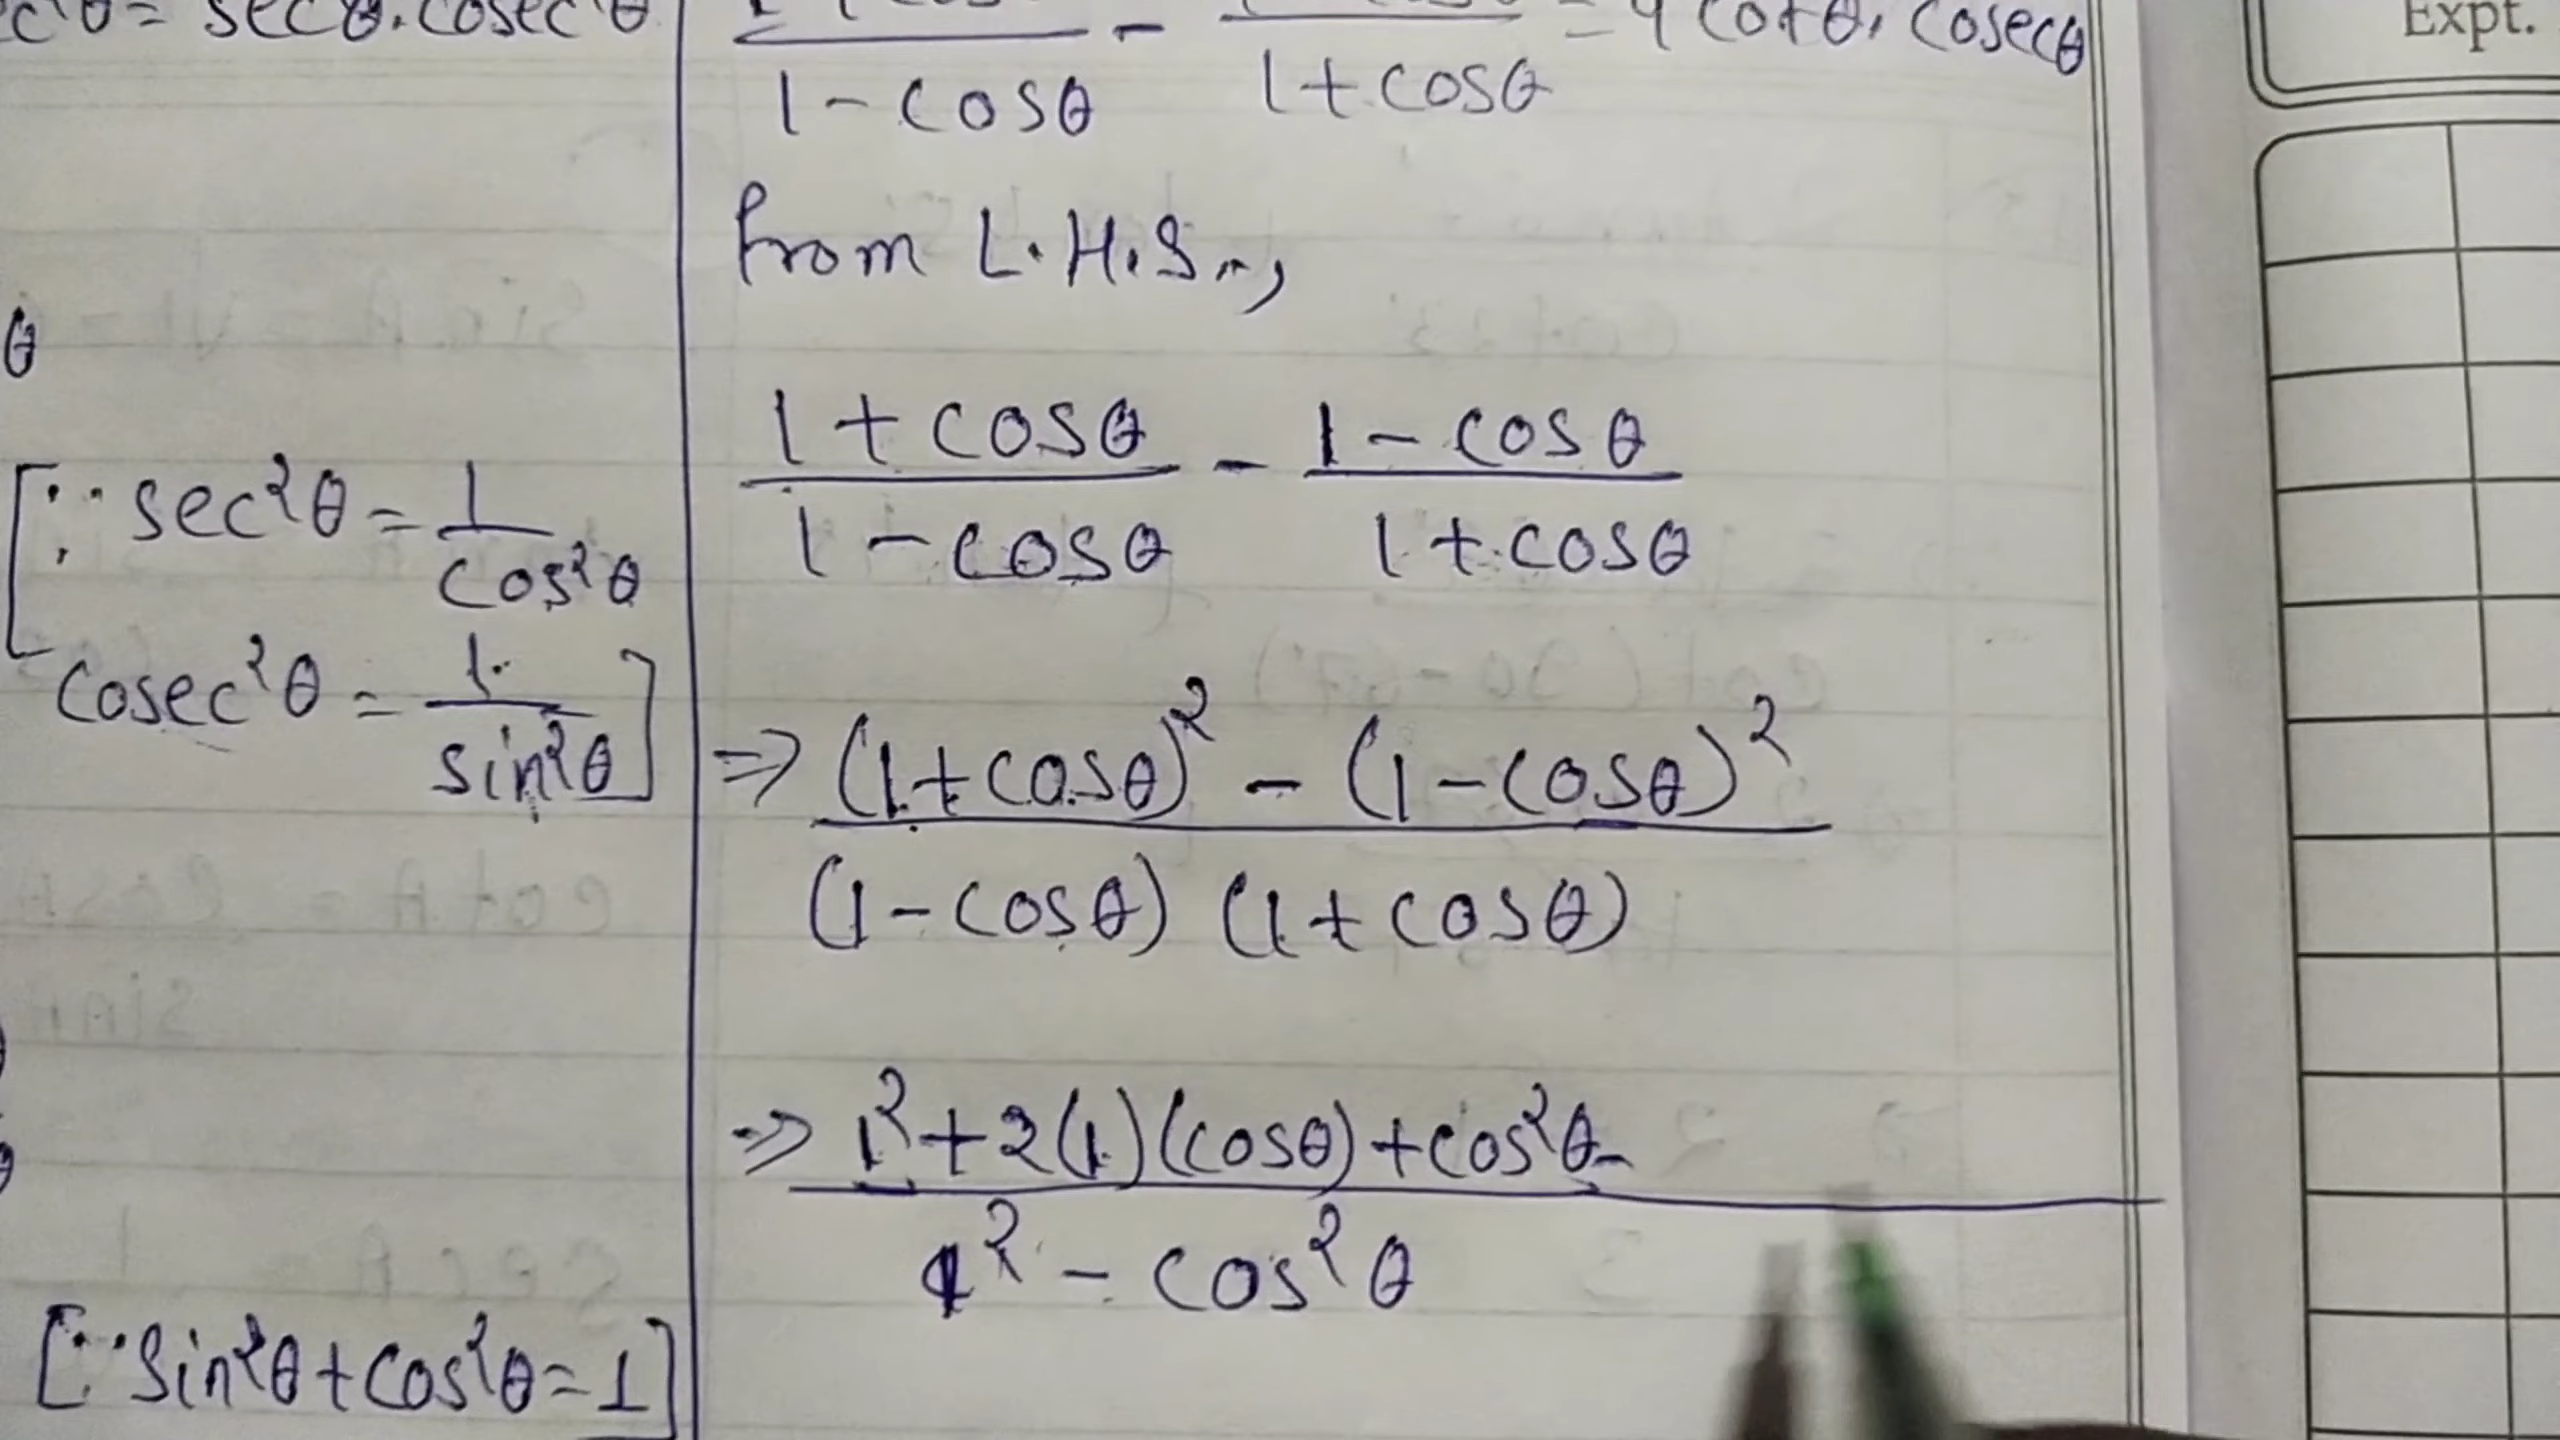 sec²θ. cosec²θ
θ
[∵ sec²θ = 1/cos²θ
cosec²θ = 1/sin²θ]
[∵ sin²θ + cos²θ = 1]
/1 - cosθ - /1 + cosθ = 4 cotθ. cosecθ
from L.H.S.,
1 + cosθ/1 - cosθ - 1 - cosθ/1 + cosθ
⇒ (1 + cosθ)² - (1 - cosθ)²/(1 - cosθ) (1 + cosθ)
⇒ 1² + 2(1)(cosθ) + cos²θ -/1² - cos²θ
Expt.